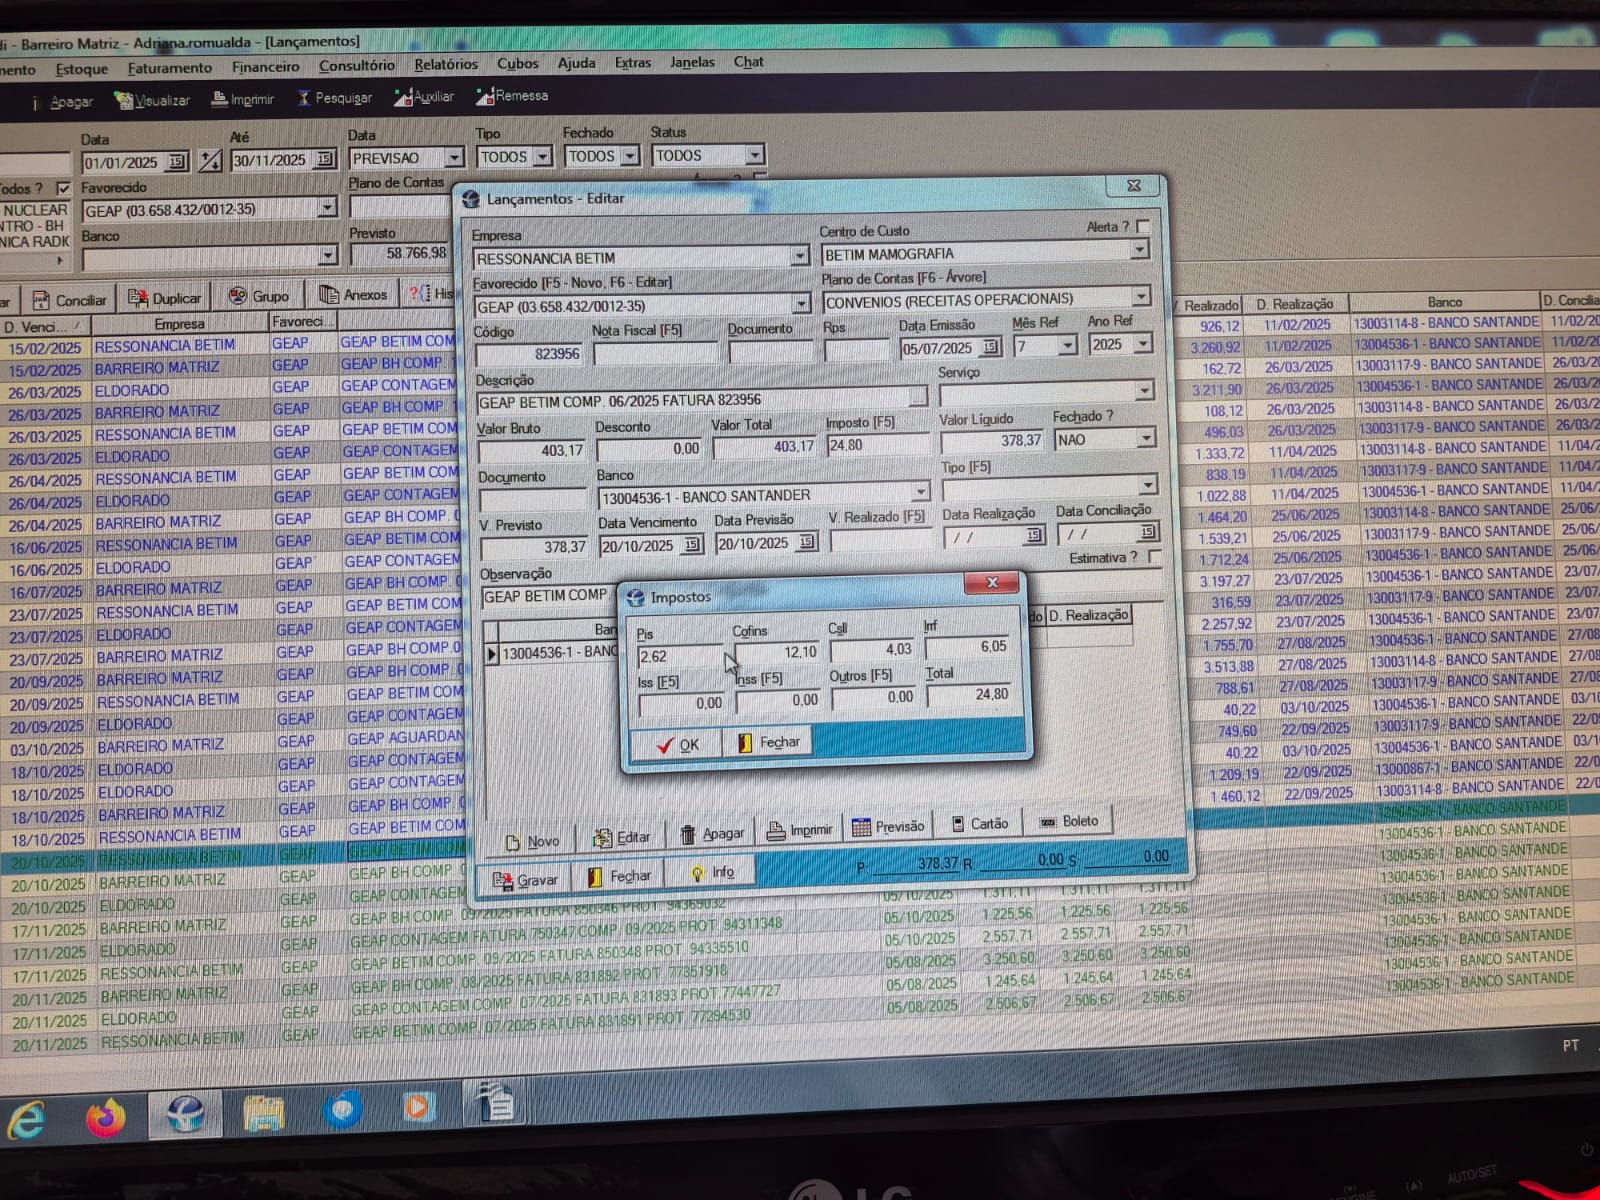 di - Barreiro Matriz - Adriana.romualda - [Lançamentos]
mento Estoque Faturamento Financeiro Consultório Relatórios Cubos Ajuda Extras Janelas Chat
Apagar Visualizar Imprimir Pesquisar Auxiliar Remessa
Data Até Data Tipo Fechado Status
01/01/2025 30/11/2025 PREVISAO TODOS TODOS TODOS
Todos ? Favorecido Plano de Contas
NUCLEAR GEAP (03.658.432/0012-35)
NTRO - BH Banco Previsto
NICA RADK 58.766,98
Conciliar Duplicar Grupo Anexos His
D. Venci... Empresa Favoreci...
15/02/2025 RESSONANCIA BETIM GEAP GEAP BETIM COM
15/02/2025 BARREIRO MATRIZ GEAP GEAP BH COMP.
26/03/2025 ELDORADO GEAP GEAP CONTAGEM
26/03/2025 BARREIRO MATRIZ GEAP GEAP BH COMP.
26/03/2025 RESSONANCIA BETIM GEAP GEAP BETIM COM
26/03/2025 ELDORADO GEAP GEAP CONTAGEM
26/04/2025 RESSONANCIA BETIM GEAP GEAP BETIM COM
26/04/2025 ELDORADO GEAP GEAP CONTAGEM
26/04/2025 BARREIRO MATRIZ GEAP GEAP BH COMP. 0
16/06/2025 RESSONANCIA BETIM GEAP GEAP BETIM COM
16/06/2025 ELDORADO GEAP GEAP CONTAGEM
16/07/2025 BARREIRO MATRIZ GEAP GEAP BH COMP. 0
23/07/2025 RESSONANCIA BETIM GEAP GEAP BETIM COM
23/07/2025 ELDORADO GEAP GEAP CONTAGEM
23/07/2025 BARREIRO MATRIZ GEAP GEAP BH COMP.0
20/09/2025 BARREIRO MATRIZ GEAP GEAP BH COMP. 0
20/09/2025 RESSONANCIA BETIM GEAP GEAP BETIM COM
20/09/2025 ELDORADO GEAP GEAP CONTAGEM
03/10/2025 BARREIRO MATRIZ GEAP GEAP AGUARDAN
18/10/2025 ELDORADO GEAP GEAP CONTAGEM
18/10/2025 ELDORADO GEAP GEAP CONTAGEM
18/10/2025 BARREIRO MATRIZ GEAP GEAP BH COMP. 0
18/10/2025 RESSONANCIA BETIM GEAP GEAP BETIM COM
20/10/2025 RESSONANCIA BETIM GEAP GEAP BETIM COM
20/10/2025 BARREIRO MATRIZ GEAP GEAP BH COMP. 0
20/10/2025 ELDORADO GEAP GEAP CONTAGEM
17/11/2025 BARREIRO MATRIZ GEAP GEAP BH COMP. 09/2025 FATURA 850346 PROT. 94369032 05/10/2025 1.311,11 1.311,11 1.311,11
17/11/2025 ELDORADO GEAP GEAP CONTAGEM FATURA 750347 COMP. 09/2025 PROT. 94311348 05/10/2025 1.225,56 1.225,56 1.225,56
17/11/2025 RESSONANCIA BETIM GEAP GEAP BETIM COMP. 09/2025 FATURA 850348 PROT. 94335510 05/10/2025 2.557,71 2.557,71 2.557,71
20/11/2025 BARREIRO MATRIZ GEAP GEAP BH COMP. 08/2025 FATURA 831892 PROT. 77351918 05/08/2025 3.250,60 3.250,60 3.250,60
20/11/2025 ELDORADO GEAP GEAP CONTAGEM COMP. 07/2025 FATURA 831893 PROT.77447727 05/08/2025 1.245,64 1.245,64 1.245,64
20/11/2025 RESSONANCIA BETIM GEAP GEAP BETIM COMP. 07/2025 FATURA 831891 PROT. 77294530 05/08/2025 2.506,67 2.506,67 2.506,67
Lançamentos - Editar
Empresa Centro de Custo Alerta ?
RESSONANCIA BETIM BETIM MAMOGRAFIA
Favorecido [F5 - Novo, F6 - Editar] Plano de Contas [F6 - Árvore]
GEAP (03.658.432/0012-35) CONVENIOS (RECEITAS OPERACIONAIS)
Código Nota Fiscal [F5] Documento Rps Data Emissão Mês Ref Ano Ref
823956 05/07/2025 7 2025
Descrição Serviço
GEAP BETIM COMP. 06/2025 FATURA 823956
Valor Bruto Desconto Valor Total Imposto [F5] Valor Líquido Fechado ?
403,17 0,00 403,17 24,80 378,37 NAO
Documento Banco Tipo [F5]
13004536-1 - BANCO SANTANDER
V. Previsto Data Vencimento Data Previsão V. Realizado [F5] Data Realização Data Conciliação
378,37 20/10/2025 20/10/2025 / / / /
Observação Estimativa ?
GEAP BETIM COMP.
Ban do D. Realização
13004536-1 - BANC
Impostos
Pis Cofins Csll Irrf
2,62 12,10 4,03 6,05
Iss [F5] Inss [F5] Outros [F5] Total
0,00 0,00 0,00 24,80
OK Fechar
Novo Editar Apagar Imprimir Previsão Cartão Boleto
Gravar Fechar Info P: 378,37 R: 0,00 S: 0,00
V. Realizado D. Realização Banco D. Concilia
926,12 11/02/2025 13003114-8 - BANCO SANTANDE 11/02/20
3.260,92 11/02/2025 13004536-1 - BANCO SANTANDE 11/02/2
162,72 26/03/2025 13003117-9 - BANCO SANTANDE 26/03/2
3.211,90 26/03/2025 13004536-1 - BANCO SANTANDE 26/03/2
108,12 26/03/2025 13003114-8 - BANCO SANTANDE 26/03/2
496,03 26/03/2025 13003117-9 - BANCO SANTANDE 26/03/2
1.333,72 11/04/2025 13003114-8 - BANCO SANTANDE 11/04/
838,19 11/04/2025 13003117-9 - BANCO SANTANDE 11/04/
1.022,88 11/04/2025 13004536-1 - BANCO SANTANDE 11/04/
1.464,20 25/06/2025 13003114-8 - BANCO SANTANDE 25/06/
1.539,21 25/06/2025 13003117-9 - BANCO SANTANDE 25/06/
1.712,24 25/06/2025 13004536-1 - BANCO SANTANDE 25/06/
3.197,27 23/07/2025 13003114-8 - BANCO SANTANDE 23/07/
316,59 23/07/2025 13003117-9 - BANCO SANTANDE 23/07/
2.257,92 23/07/2025 13004536-1 - BANCO SANTANDE 23/07/
1.755,70 27/08/2025 13004536-1 - BANCO SANTANDE 27/08
3.513,88 27/08/2025 13003114-8 - BANCO SANTANDE 27/08
788,61 27/08/2025 13003117-9 - BANCO SANTANDE 27/08
40,22 03/10/2025 13004536-1 - BANCO SANTANDE 03/10
749,60 22/09/2025 13003117-9 - BANCO SANTANDE 22/0
40,22 03/10/2025 13004536-1 - BANCO SANTANDE 03/1
1.209,19 22/09/2025 13000867-1 - BANCO SANTANDE 22/0
1.460,12 22/09/2025 13003114-8 - BANCO SANTANDE 22/0
13004536-1 - BANCO SANTANDE
13004536-1 - BANCO SANTANDE
13004536-1 - BANCO SANTANDE
13004536-1 - BANCO SANTANDE
13004536-1 - BANCO SANTANDE
13004536-1 - BANCO SANTANDE
13004536-1 - BANCO SANTANDE
13004536-1 - BANCO SANTANDE
13004536-1 - BANCO SANTANDE
PT
AUTO/SET
LG